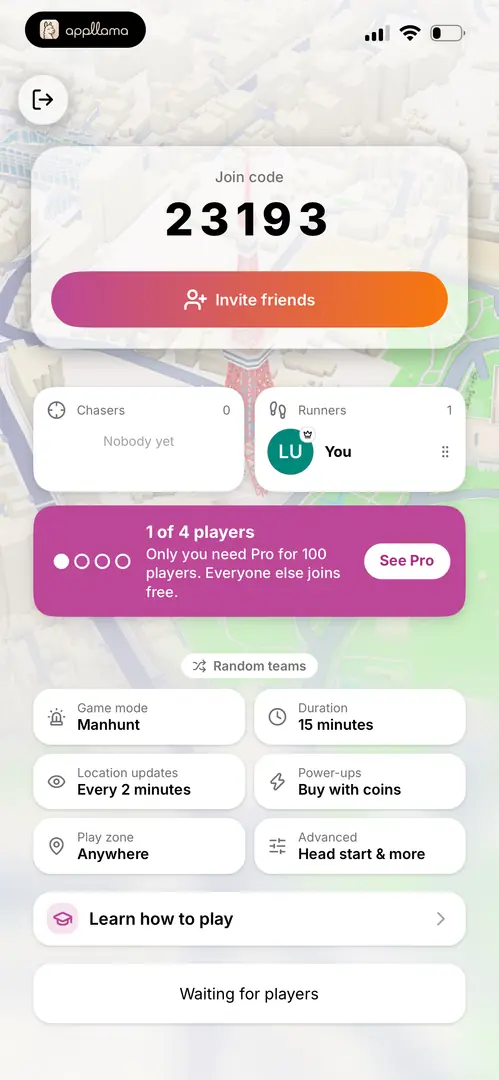 appllama
Join code
23193
Invite friends
Chasers
0
Nobody yet
Runners
1
LU
You
1 of 4 players
Only you need Pro for 100
players. Everyone else joins
free.
See Pro
Random teams
Game mode
Manhunt
Duration
15 minutes
Location updates
Every 2 minutes
Power-ups
Buy with coins
Play zone
Anywhere
Advanced
Head start & more
Learn how to play
Waiting for players